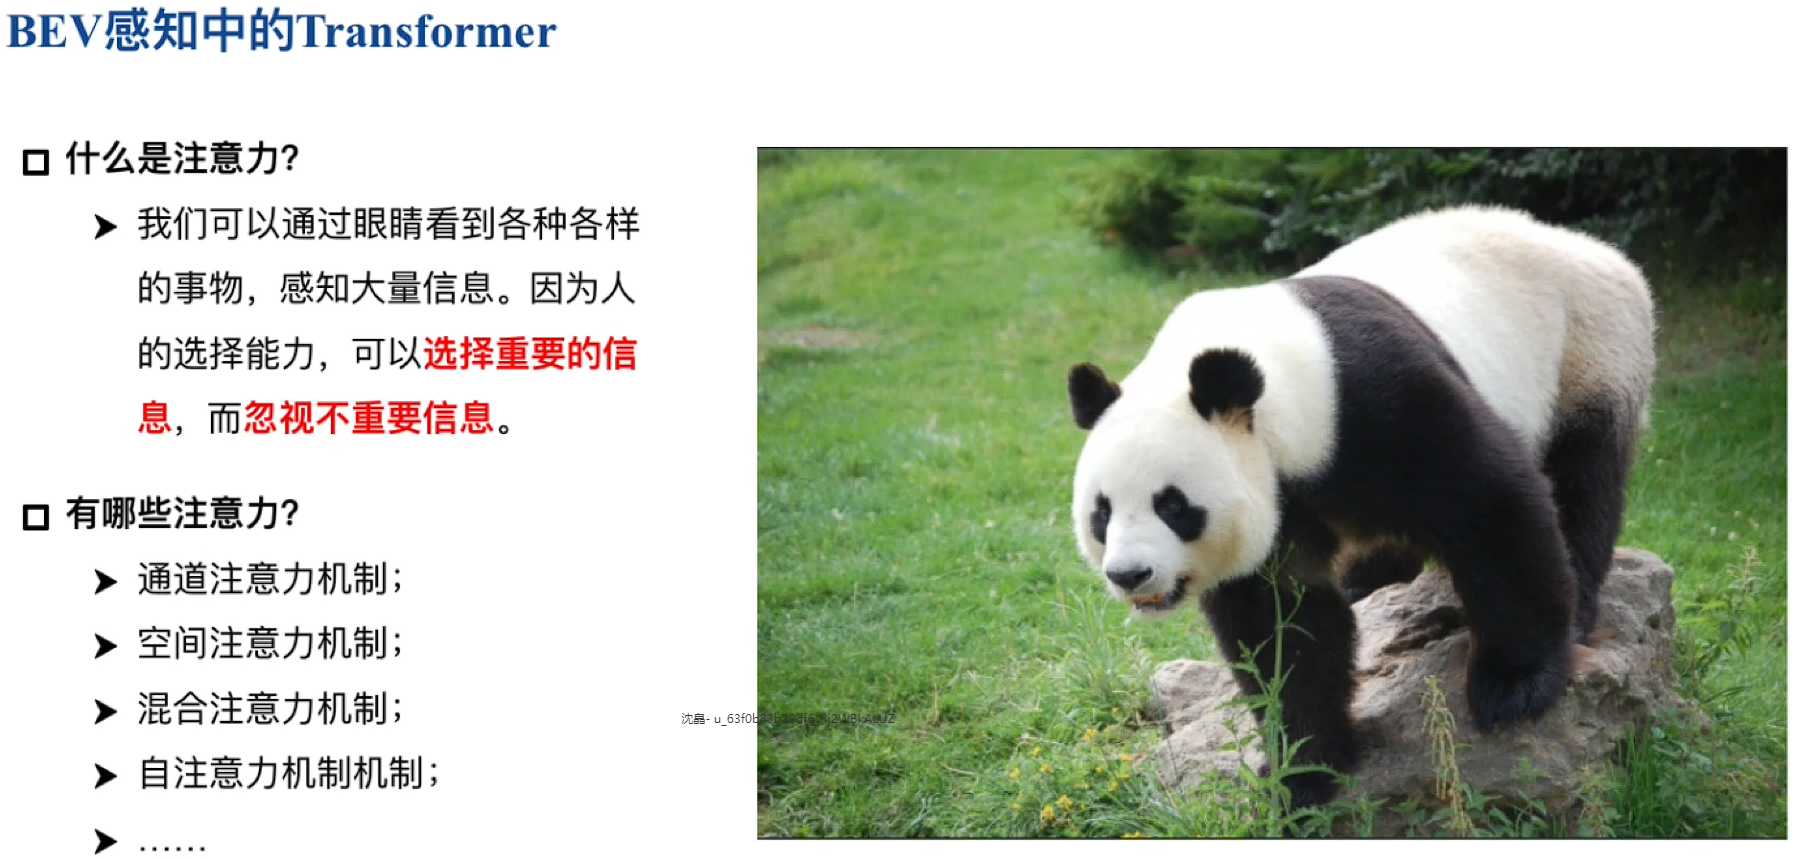 BEV感知中的Transformer
什么是注意力?
我们可以通过眼睛看到各种各样
的事物，感知大量信息。因为人
的选择能力，可以选择重要的信
息，而忽视不重要信息。
有哪些注意力?
通道注意力机制；
空间注意力机制；
混合注意力机制；
自注意力机制机制；
......